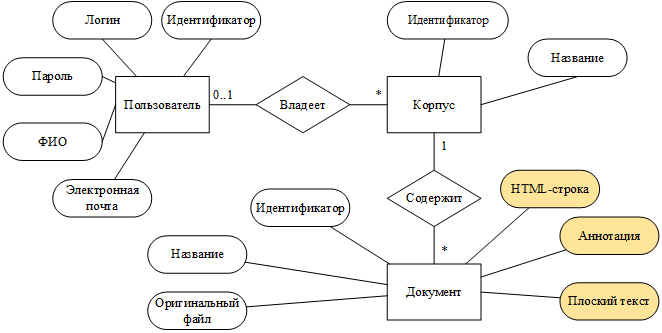 Логин
Идентификатор
Идентификатор
Название
Пароль
Пользователь
0..1
Владеет
*
Корпус
ФИО
1
Электронная
почта
Содержит
HTML-строка
Идентификатор
Аннотация
Название
*
Документ
Оригинальный
файл
Плоский текст